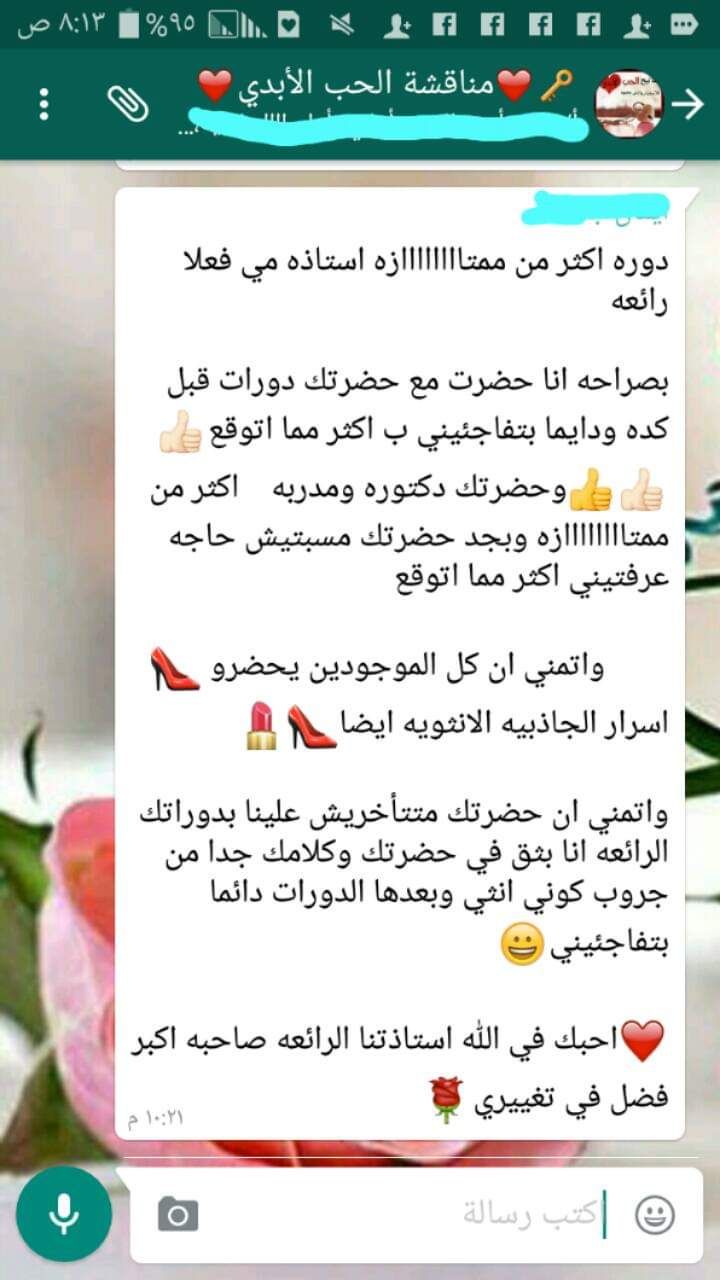 ٨:١٣ ص
%٩٥
مناقشة الحب الأبدي
دوره اكثر من ممتاااااااازه استاذه مي فعلا
رائعه
بصراحه انا حضرت مع حضرتك دورات قبل
كده ودايما بتفاجئيني ب اكثر مما اتوقع 👍🏻
👍🏻👍وحضرتك دكتوره ومدربه اكثر من
ممتاااااااازه وبجد حضرتك مسبتيش حاجه
عرفتيني اكثر مما اتوقع
واتمني ان كل الموجودين يحضرو 👠
اسرار الجاذبيه الانثويه ايضا👠💄
واتمني ان حضرتك متتأخريش علينا بدوراتك
الرائعه انا بثق في حضرتك وكلامك جدا من
جروب كوني انثي وبعدها الدورات دائما
بتفاجئيني😀
❤احبك في الله استاذتنا الرائعه صاحبه اكبر
فضل في تغييري🌹
١٠:٢١ م
اكتب رسالة